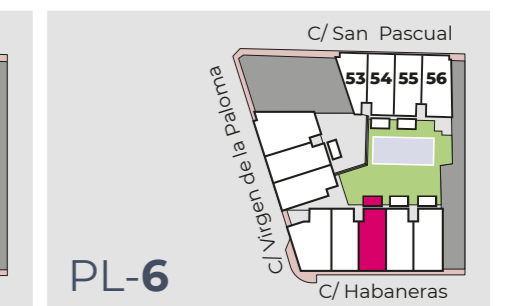 C/ San Pascual
53 54 55 56
C/Virgen de la Paloma
PL-6
C/ Habaneras